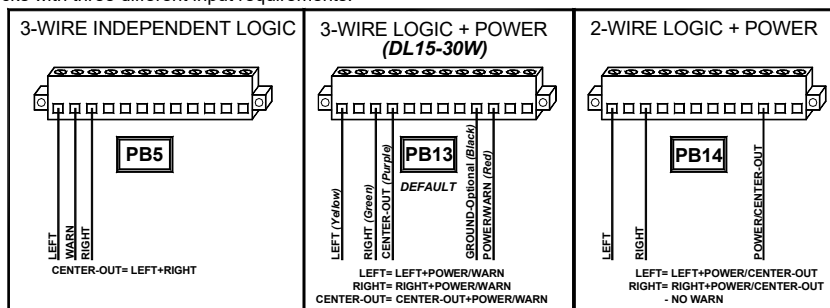 3-WIRE INDEPENDENT LOGIC
PB5
LEFT
WARN
RIGHT
CENTER-OUT= LEFT+RIGHT
3-WIRE LOGIC + POWER
(DL15-30W)
PB13
DEFAULT
LEFT (Yellow)
RIGHT (Green)
CENTER-OUT (Purple)
GROUND-Optional (Black)
POWER/WARN (Red)
LEFT= LEFT+POWER/WARN
RIGHT= RIGHT+POWER/WARN
CENTER-OUT= CENTER-OUT+POWER/WARN
2-WIRE LOGIC + POWER
PB14
LEFT
RIGHT
POWER/CENTER-OUT
LEFT= LEFT+POWER/CENTER-OUT
RIGHT= RIGHT+POWER/CENTER-OUT
- NO WARN